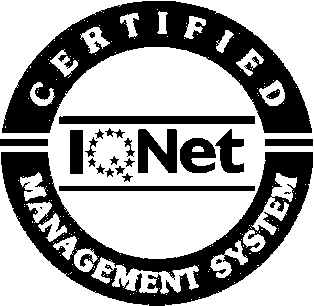 CERTIFIED
IQNet
MANAGEMENT SYSTEM